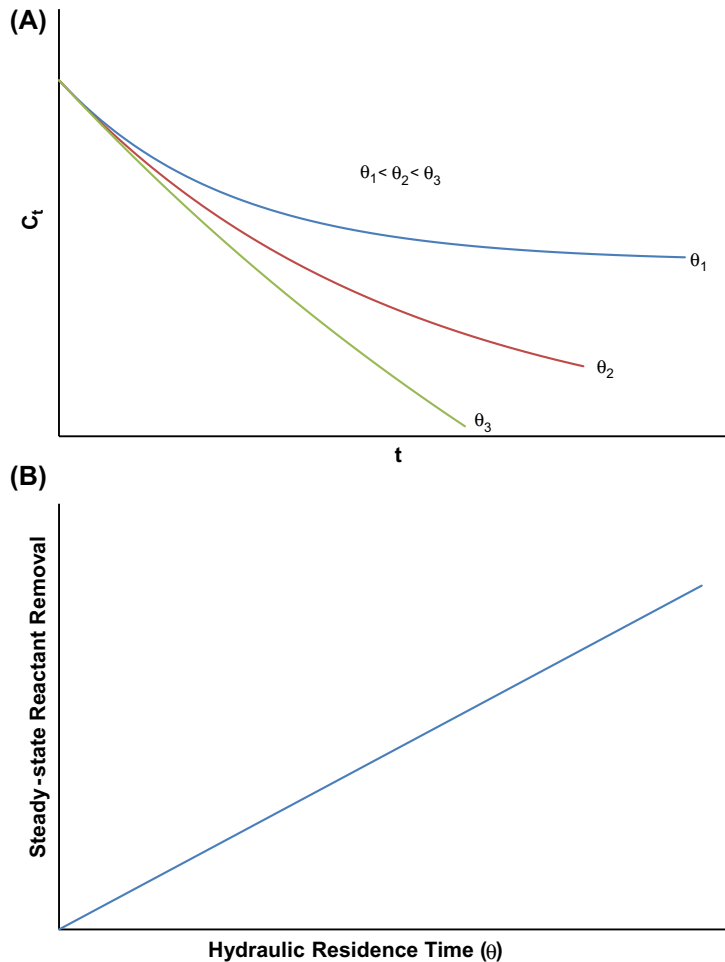 (A)
θ₁ < θ₂ < θ₃
Cₜ
θ₁
θ₂
θ₃
t
(B)
Steady-state Reactant Removal
Hydraulic Residence Time (θ)